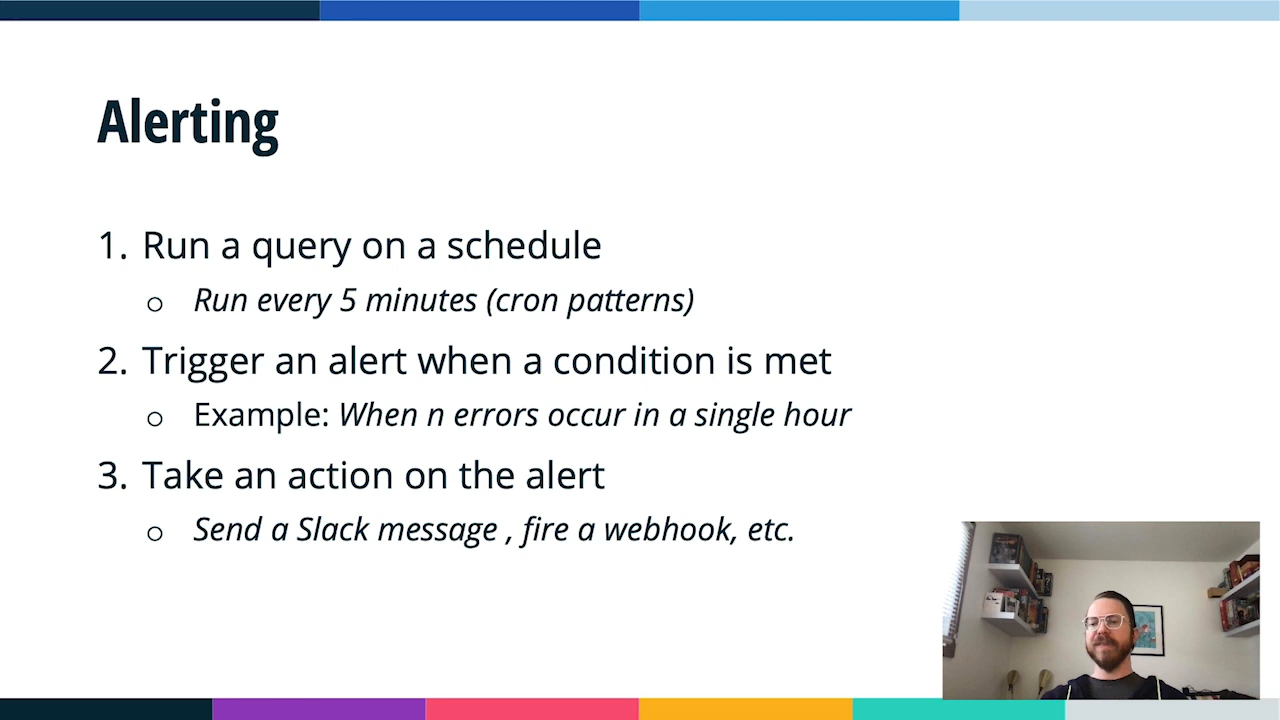 Alerting
1. Run a query on a schedule
o Run every 5 minutes (cron patterns)
2. Trigger an alert when a condition is met
o Example: When n errors occur in a single hour
3. Take an action on the alert
o Send a Slack message , fire a webhook, etc.